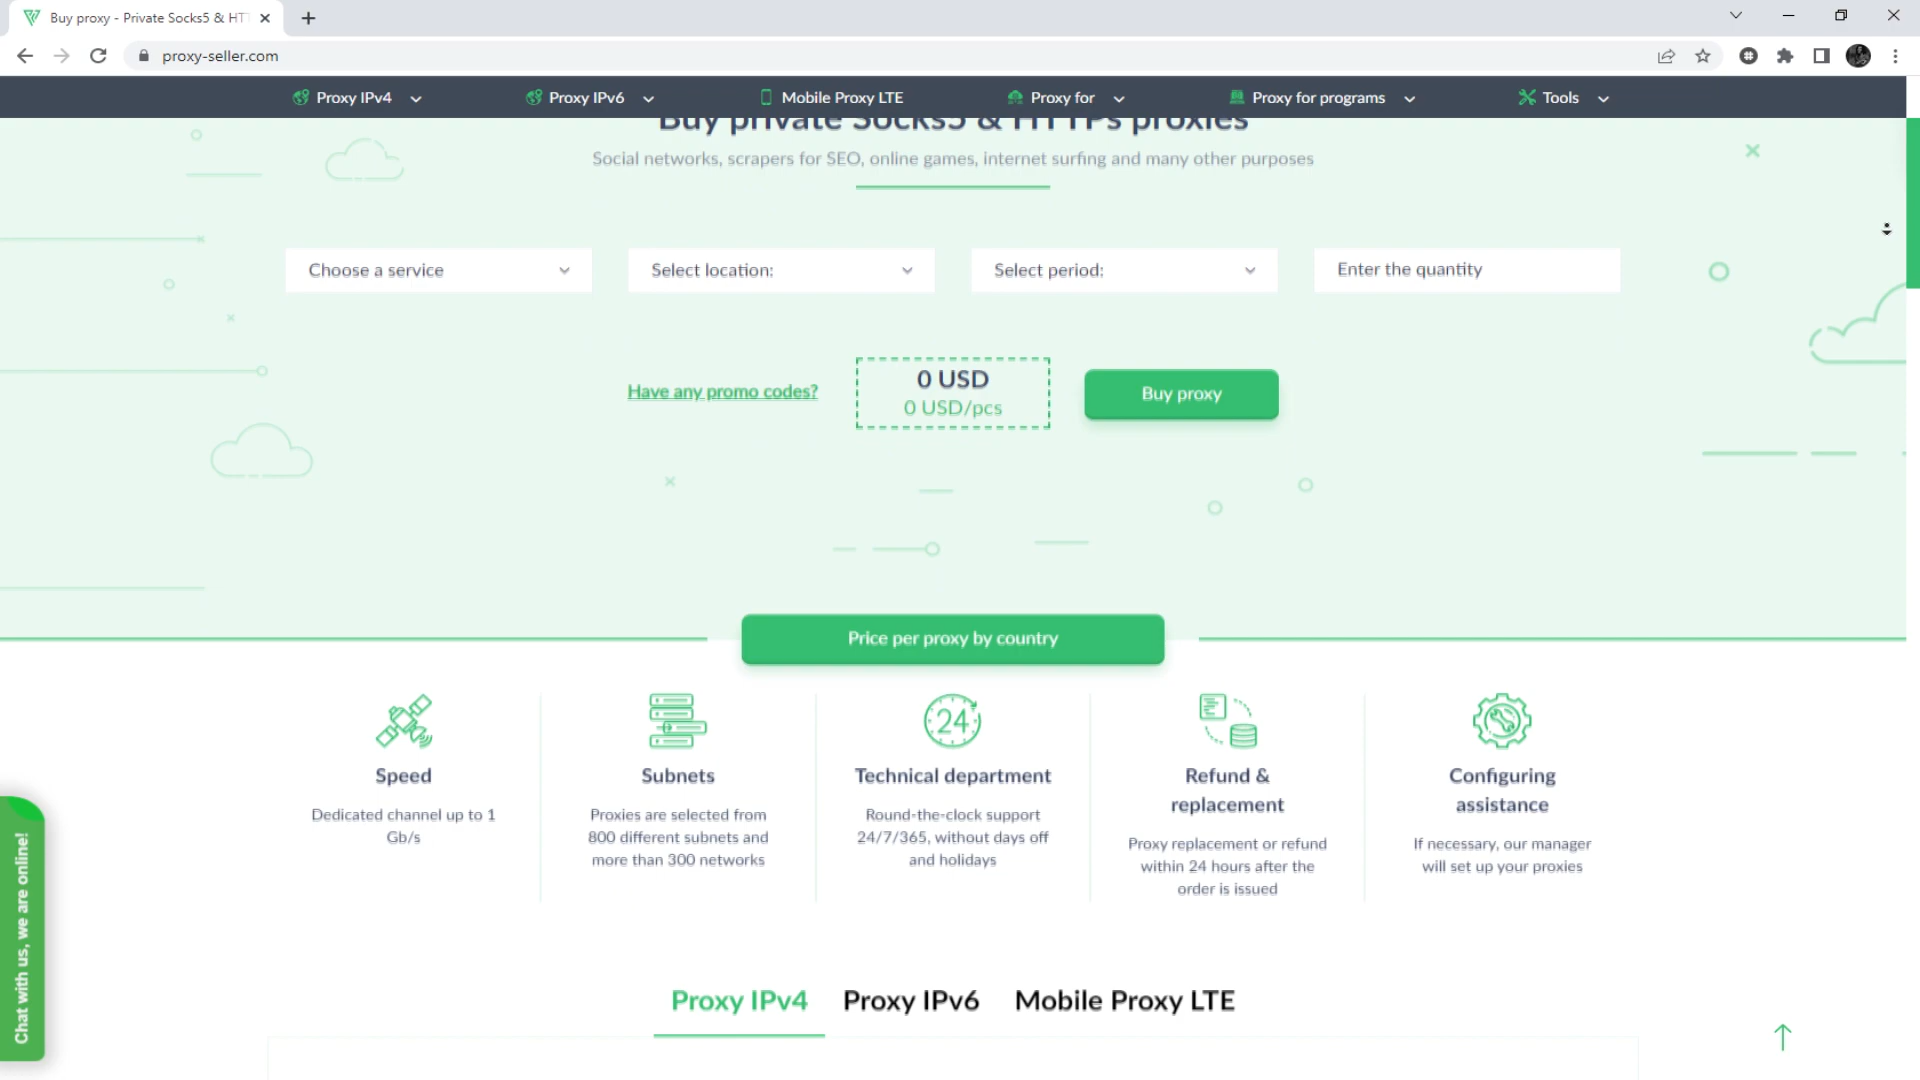 Buy proxy - Private Socks5 & HT
proxy-seller.com
Proxy IPv4
Proxy IPv6
Mobile Proxy LTE
Proxy for
Proxy for programs
Tools
Buy private Socks5 & HTTPs proxies
Social networks, scrapers for SEO, online games, internet surfing and many other purposes
Choose a service
Select location:
Select period:
Enter the quantity
Have any promo codes?
0 USD
0 USD/pcs
Buy proxy
Price per proxy by country
24
Speed
Dedicated channel up to 1
Gb/s
Subnets
Proxies are selected from
800 different subnets and
more than 300 networks
Technical department
Round-the-clock support
24/7/365, without days off
and holidays
Refund &
replacement
Proxy replacement or refund
within 24 hours after the
order is issued
Configuring
assistance
If necessary, our manager
will set up your proxies
Chat with us, we are online!
Proxy IPv4
Proxy IPv6
Mobile Proxy LTE